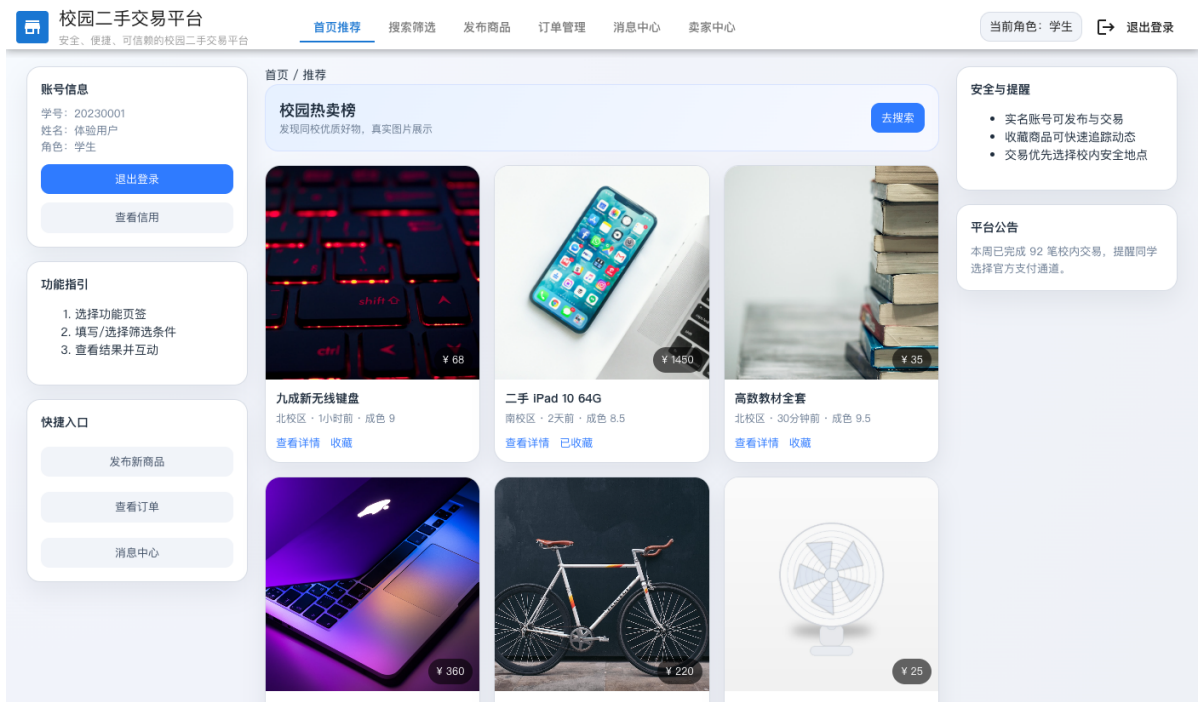 校园二手交易平台
安全、便捷、可信赖的校园二手交易平台
首页推荐
搜索筛选
发布商品
订单管理
消息中心
卖家中心
当前角色：学生
退出登录
账号信息
学号：20230001
姓名：体验用户
角色：学生
退出登录
查看信用
功能指引
1. 选择功能页签
2. 填写/选择筛选条件
3. 查看结果并互动
快捷入口
发布新商品
查看订单
消息中心
首页 / 推荐
校园热卖榜
发现同校优质好物，真实图片展示
去搜索
shift
ctrl
¥ 68
九成新无线键盘
北校区 · 1小时前 · 成色 9
查看详情 收藏
¥ 1450
二手 iPad 10 64G
南校区 · 2天前 · 成色 8.5
查看详情 已收藏
¥ 35
高数教材全套
北校区 · 30分钟前 · 成色 9.5
查看详情 收藏
¥ 360
¥ 220
¥ 25
安全与提醒
• 实名账号可发布与交易
• 收藏商品可快速追踪动态
• 交易优先选择校内安全地点
平台公告
本周已完成 92 笔校内交易，提醒同学
选择官方支付通道。